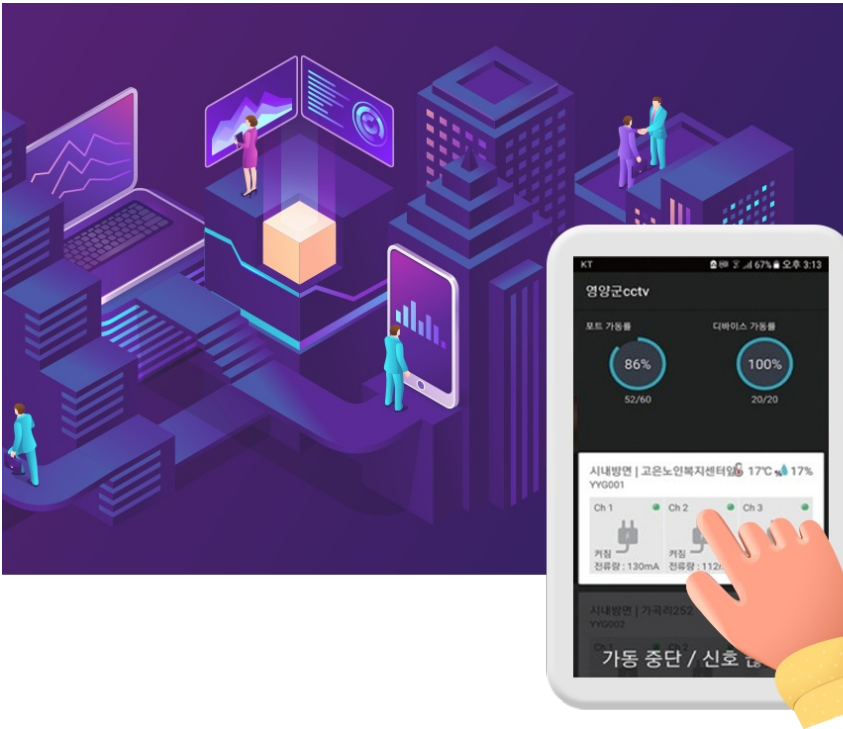 KT 67% 오후 3:13
영양군cctv
포트 가동률 디바이스 가동률
86% 100%
52/60 20/20
시내방면 | 고은노인복지센터앞 17℃ % 17%
YYG001
Ch 1 Ch 2 Ch 3
켜짐 켜짐
전류량 : 130mA 전류량 : 112m
시내방면 | 가곡리252
YYG002
가동 중단 / 신호